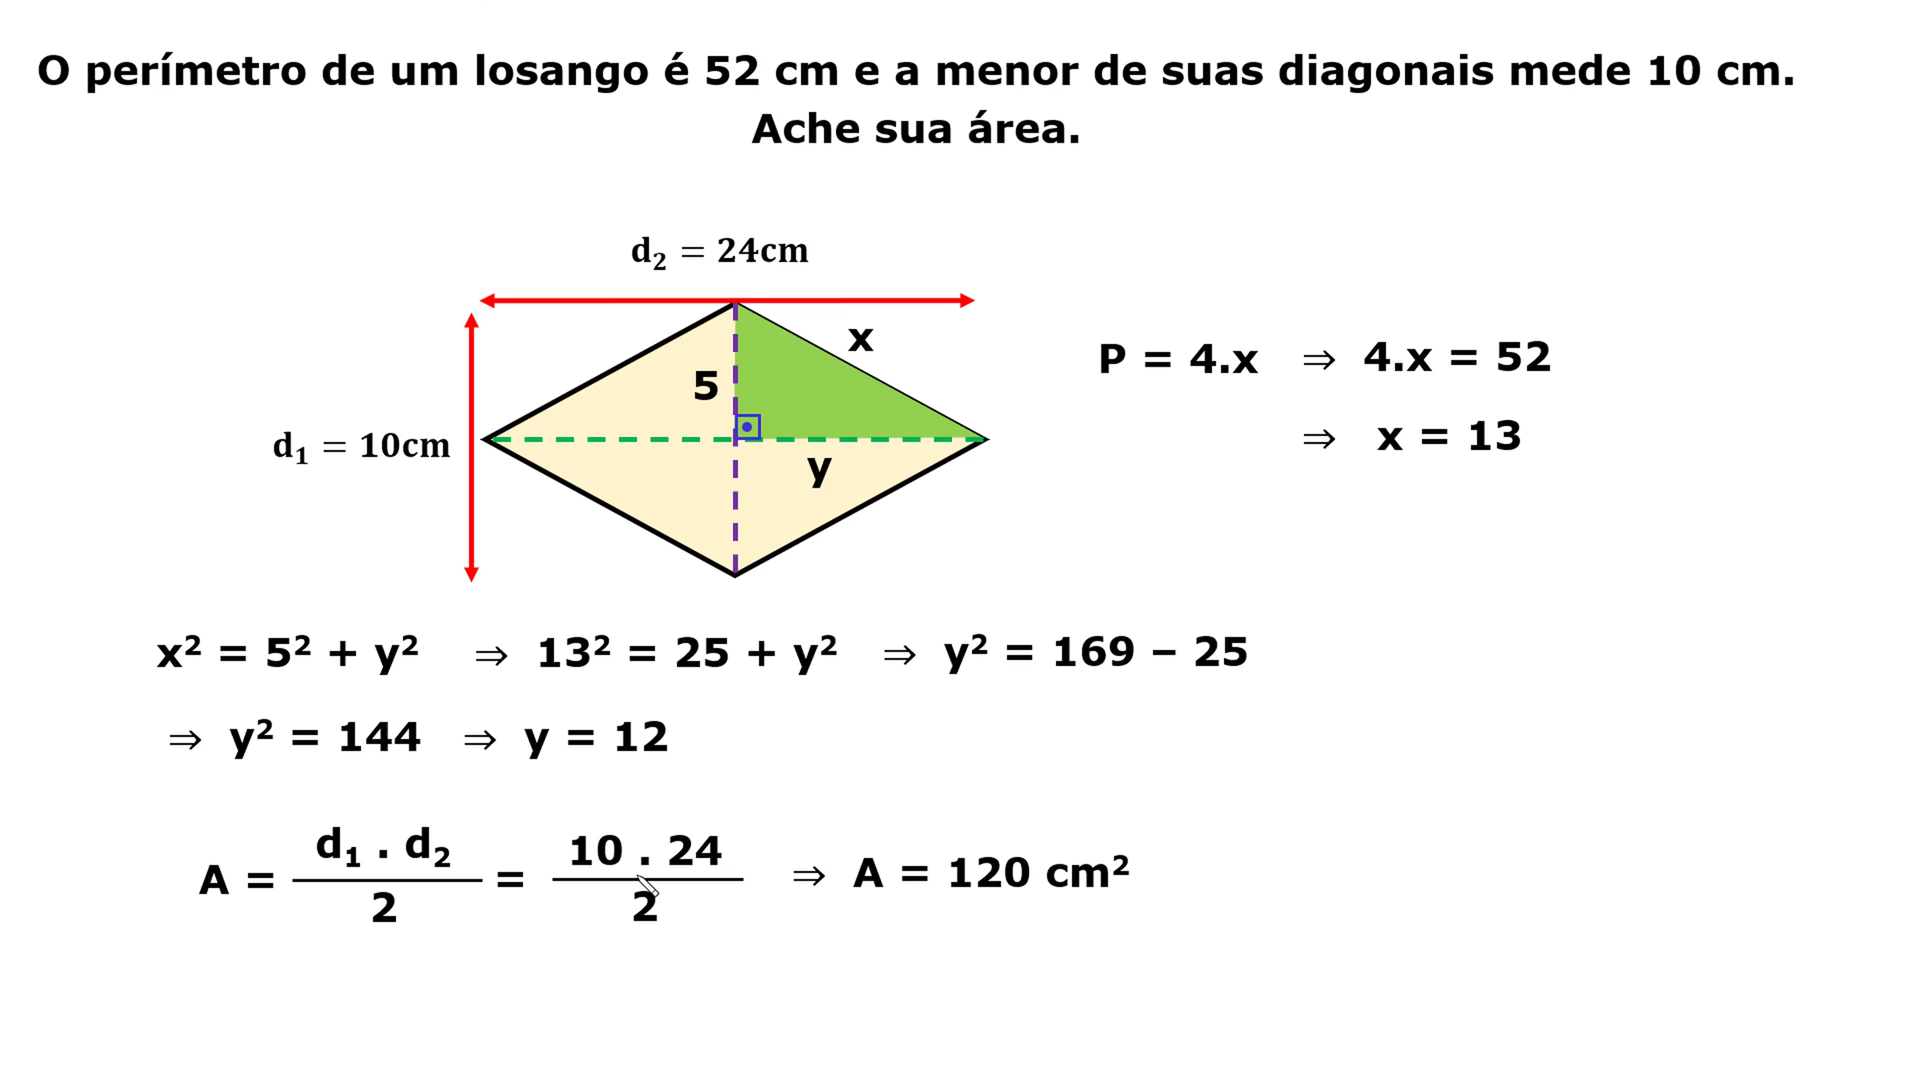 O perímetro de um losango é 52 cm e a menor de suas diagonais mede 10 cm.
Ache sua área.
d₂ = 24cm
x
5
P = 4.x ⇒ 4.x = 52
d₁ = 10cm
y
⇒ x = 13
x² = 5² + y² ⇒ 13² = 25 + y² ⇒ y² = 169 – 25
⇒ y² = 144 ⇒ y = 12
d₁ . d₂
10 . 24
A = = ⇒ A = 120 cm²
2
2